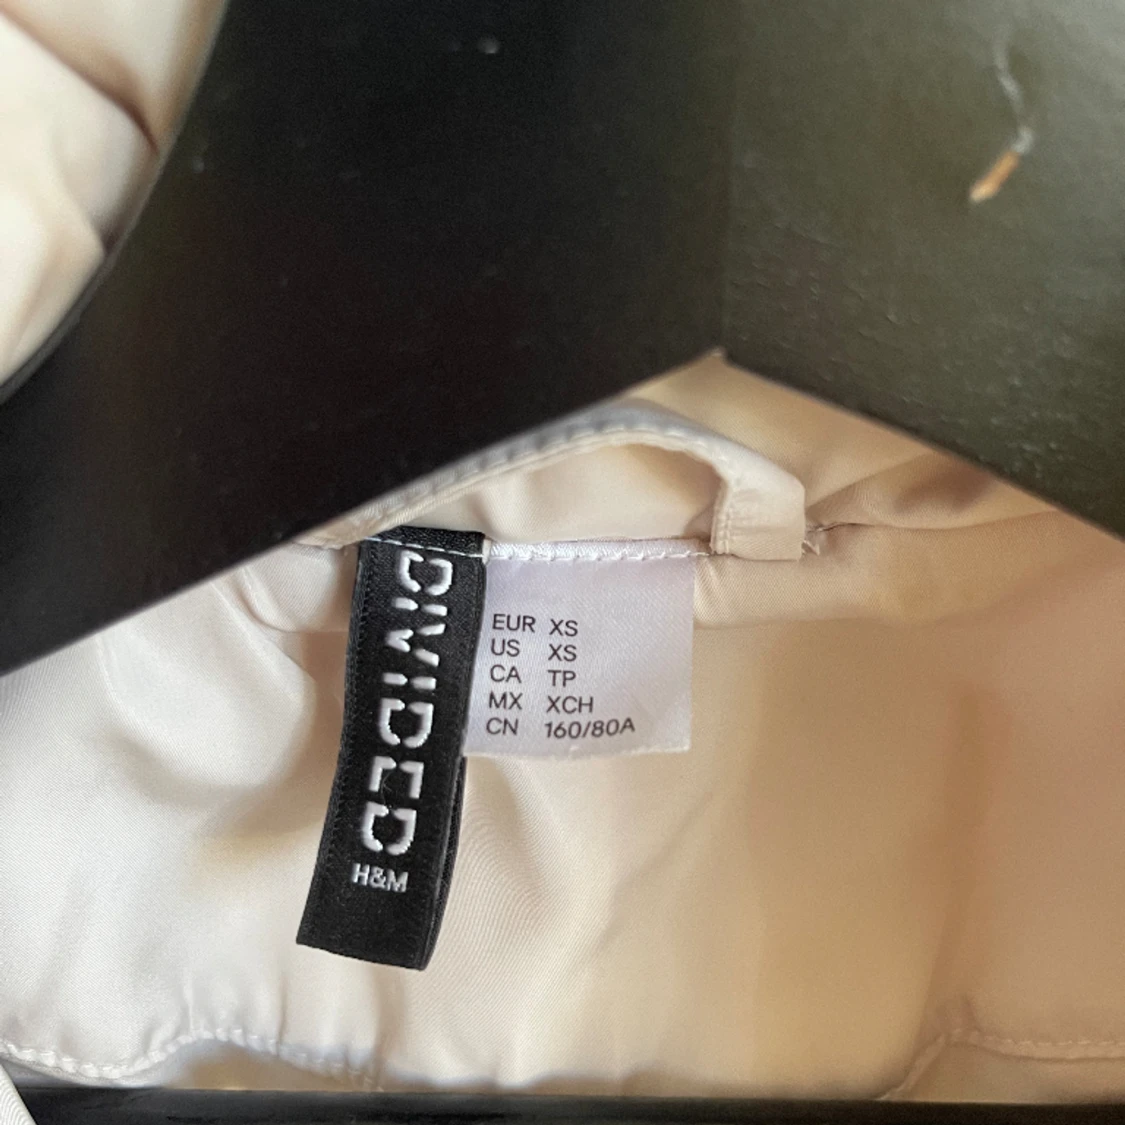 DIVIDED
H&M
EUR XS
US XS
CA TP
MX XCH
CN 160/80A